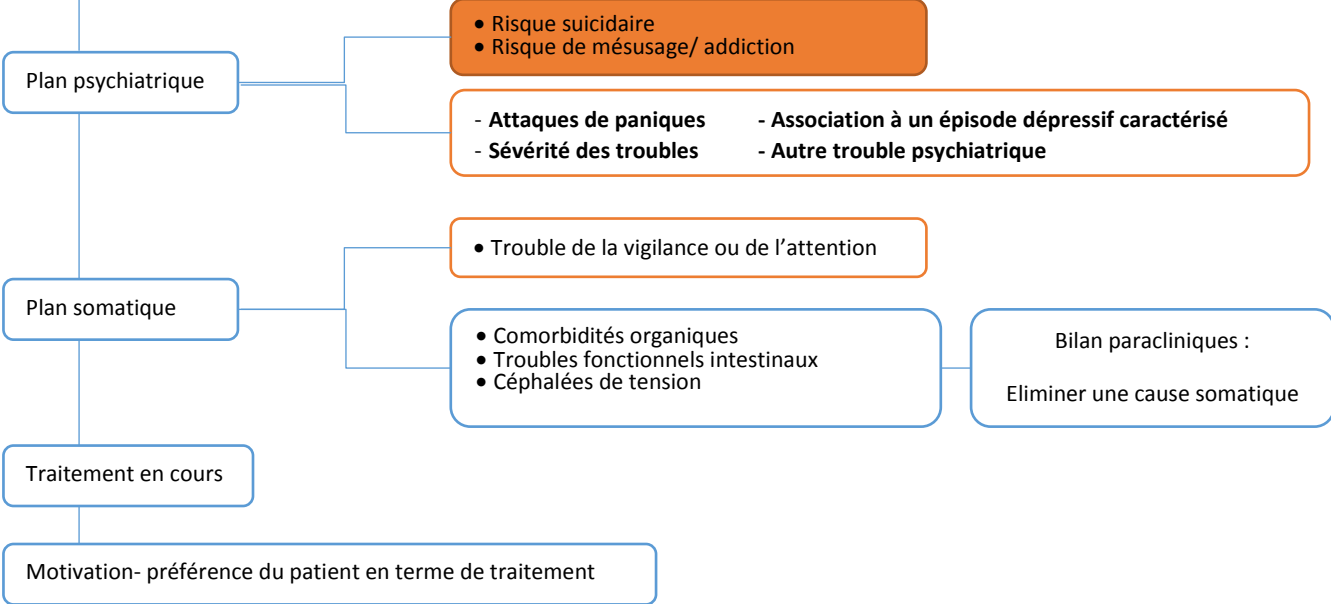 • Risque suicidaire
• Risque de mésusage/ addiction
Plan psychiatrique
- Attaques de paniques - Association à un épisode dépressif caractérisé
- Sévérité des troubles - Autre trouble psychiatrique
• Trouble de la vigilance ou de l’attention
Plan somatique
• Comorbidités organiques
• Troubles fonctionnels intestinaux
• Céphalées de tension
Bilan paracliniques :
Eliminer une cause somatique
Traitement en cours
Motivation- préférence du patient en terme de traitement